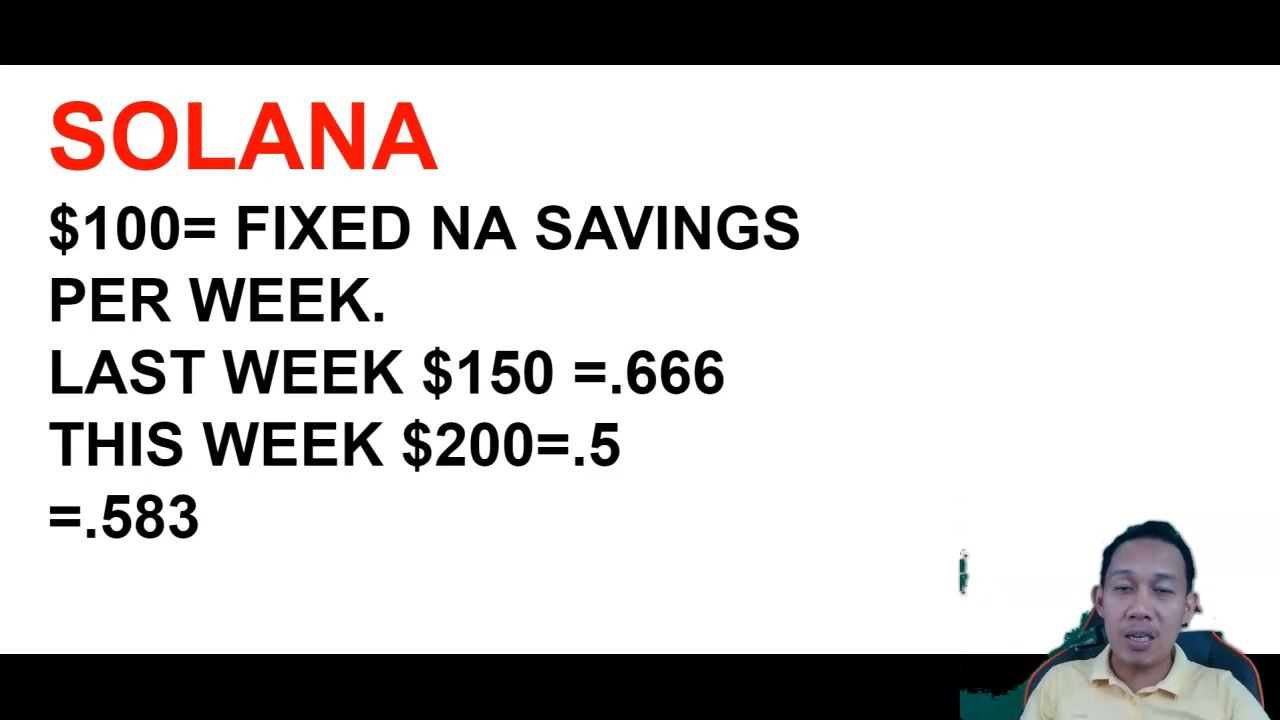 SOLANA
$100= FIXED NA SAVINGS
PER WEEK.
LAST WEEK $150 =.666
THIS WEEK $200=.5
=.583